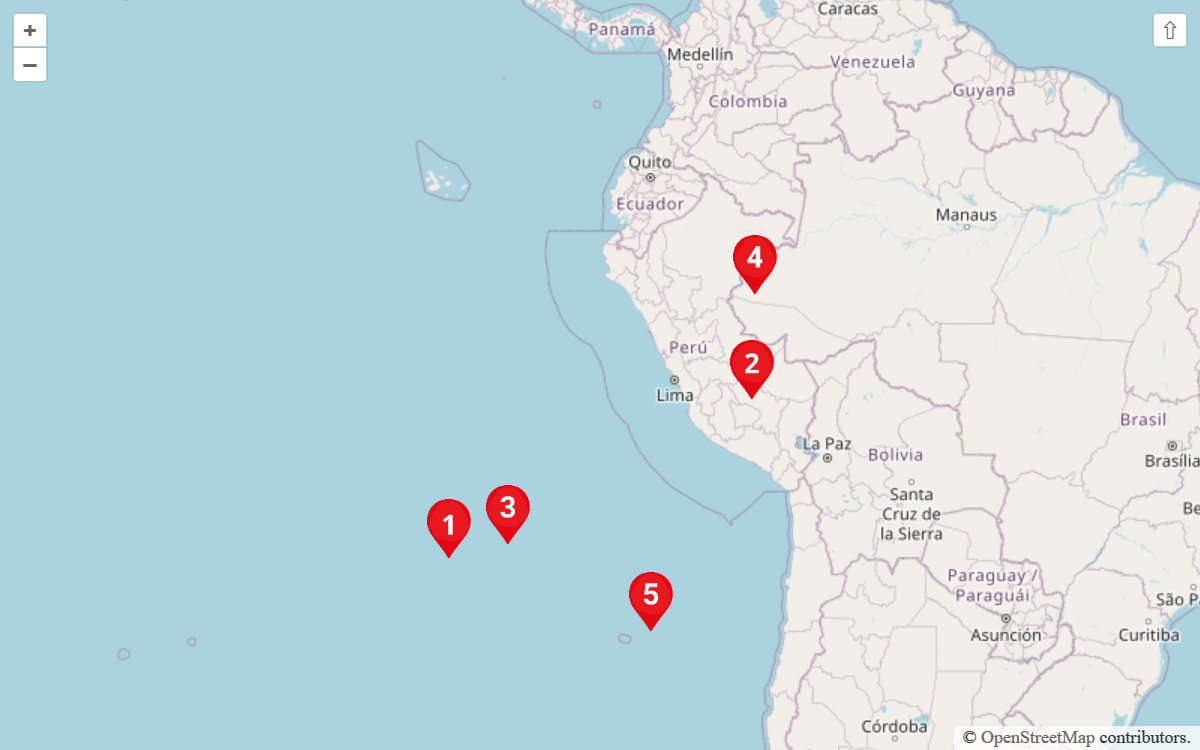 +
−
⇧
Caracas
Panamá
Medellín
Venezuela
Guyana
Colombia
Quito
Ecuador
Manaus
4
Perú
2
Lima
Brasil
La Paz
Bolivia
Brasília
Santa
Cruz de
la Sierra
3
1
Be
Paraguay /
Paraguái
5
São P
Asunción
Curitiba
Córdoba
© OpenStreetMap contributors.